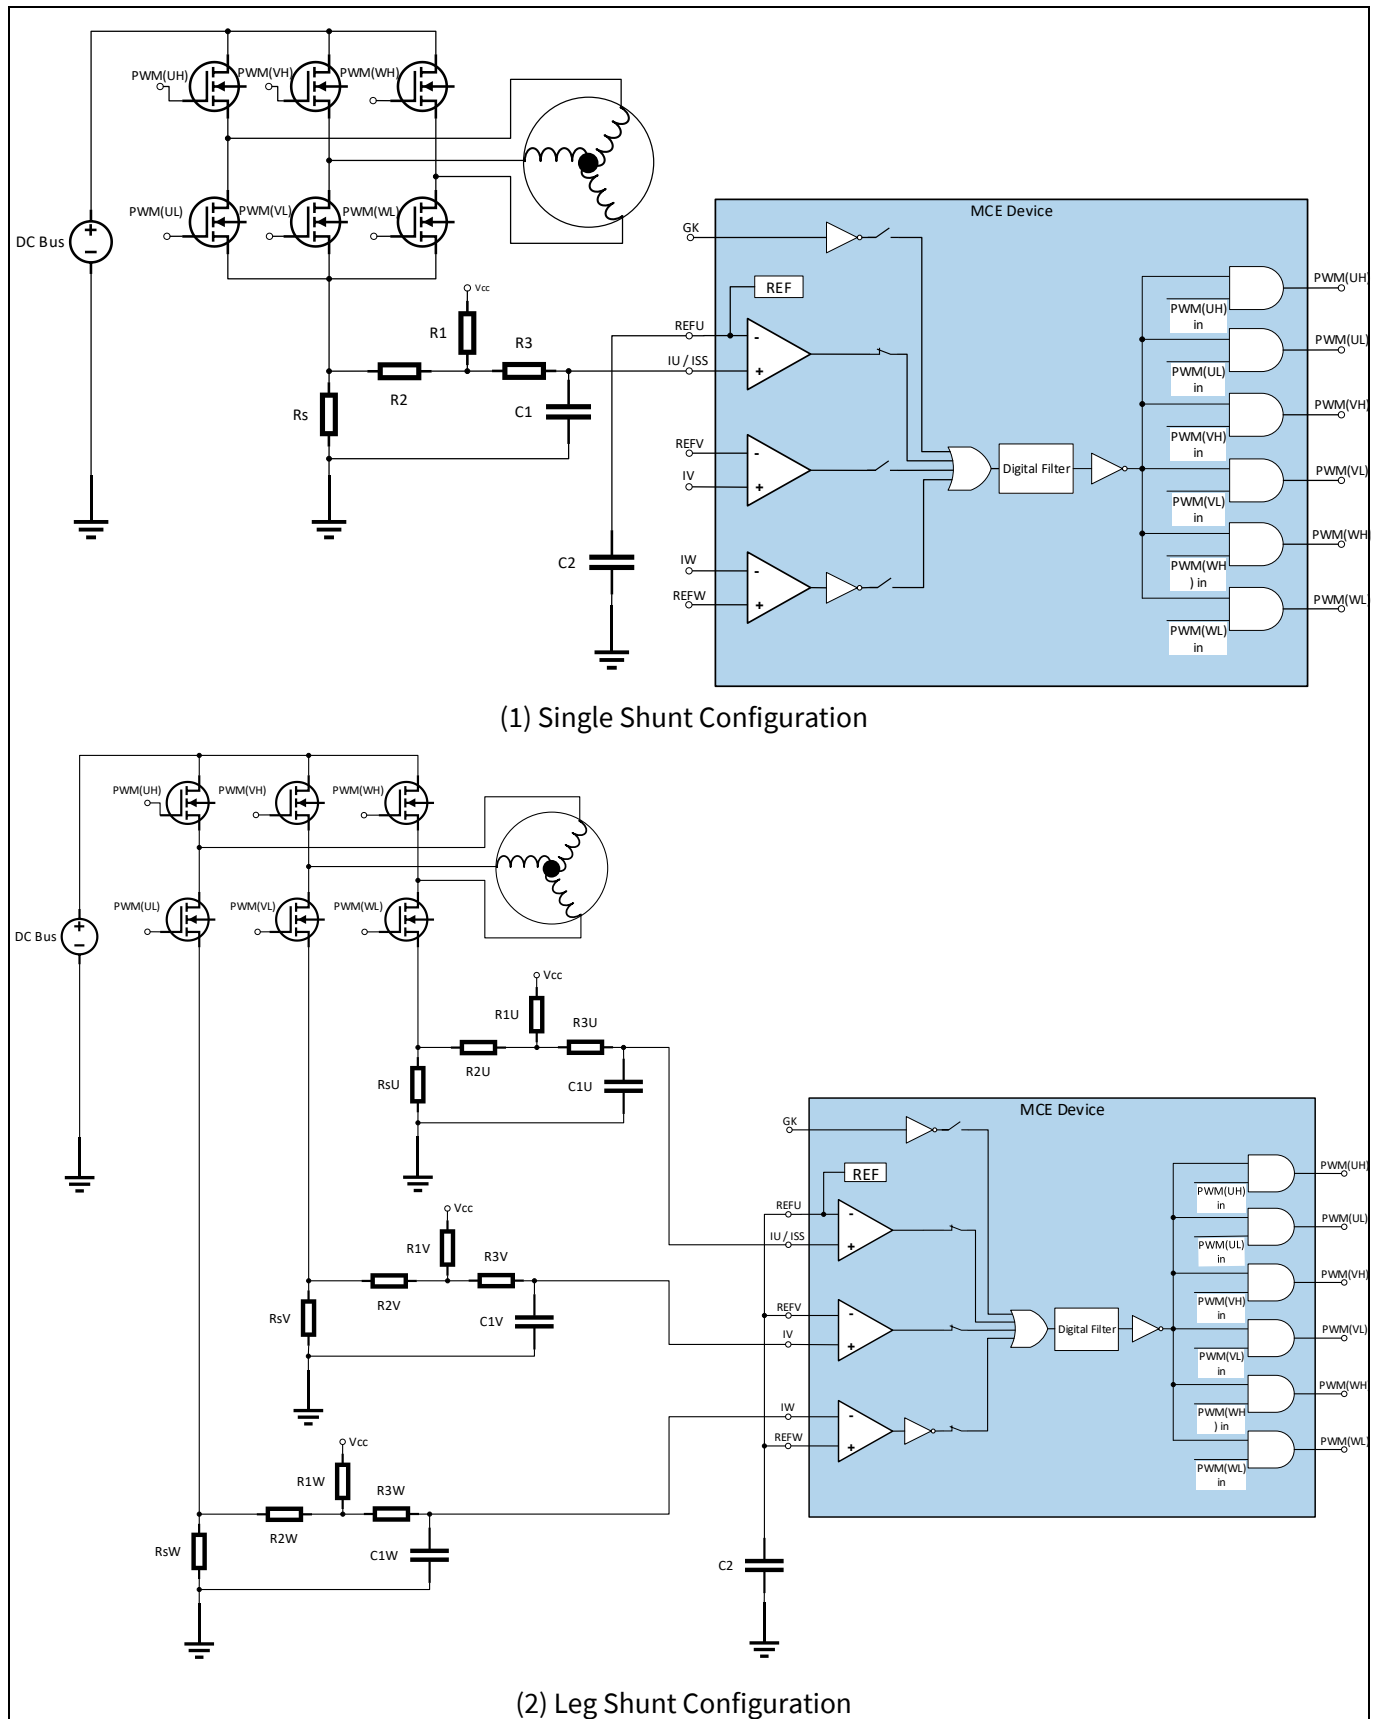 PWM(UH)
PWM(VH)
PWM(WH)
PWM(UL)
PWM(VL)
PWM(WL)
DC Bus
+
−
Vcc
R1
R2
R3
Rs
C1
C2
MCE Device
GK
REF
REFU
IU / ISS
REFV
IV
IW
REFW
-
+
-
+
-
+
Digital Filter
PWM(UH)
in
PWM(UH)
PWM(UL)
in
PWM(UL)
PWM(VH)
in
PWM(VH)
PWM(VL)
in
PWM(VL)
PWM(WH
) in
PWM(WH)
PWM(WL)
in
PWM(WL)
(1) Single Shunt Configuration
PWM(UH)
PWM(VH)
PWM(WH)
PWM(UL)
PWM(VL)
PWM(WL)
DC Bus
+
−
Vcc
R1U
R3U
R2U
RsU
C1U
Vcc
R1V
R3V
R2V
RsV
C1V
Vcc
R1W
R3W
R2W
RsW
C1W
C2
MCE Device
GK
REF
REFU
IU / ISS
REFV
IV
IW
REFW
-
+
-
+
-
+
Digital Filter
PWM(UH)
in
PWM(UH)
PWM(UL)
in
PWM(UL)
PWM(VH)
in
PWM(VH)
PWM(VL)
in
PWM(VL)
PWM(WH
) in
PWM(WH)
PWM(WL)
in
PWM(WL)
(2) Leg Shunt Configuration